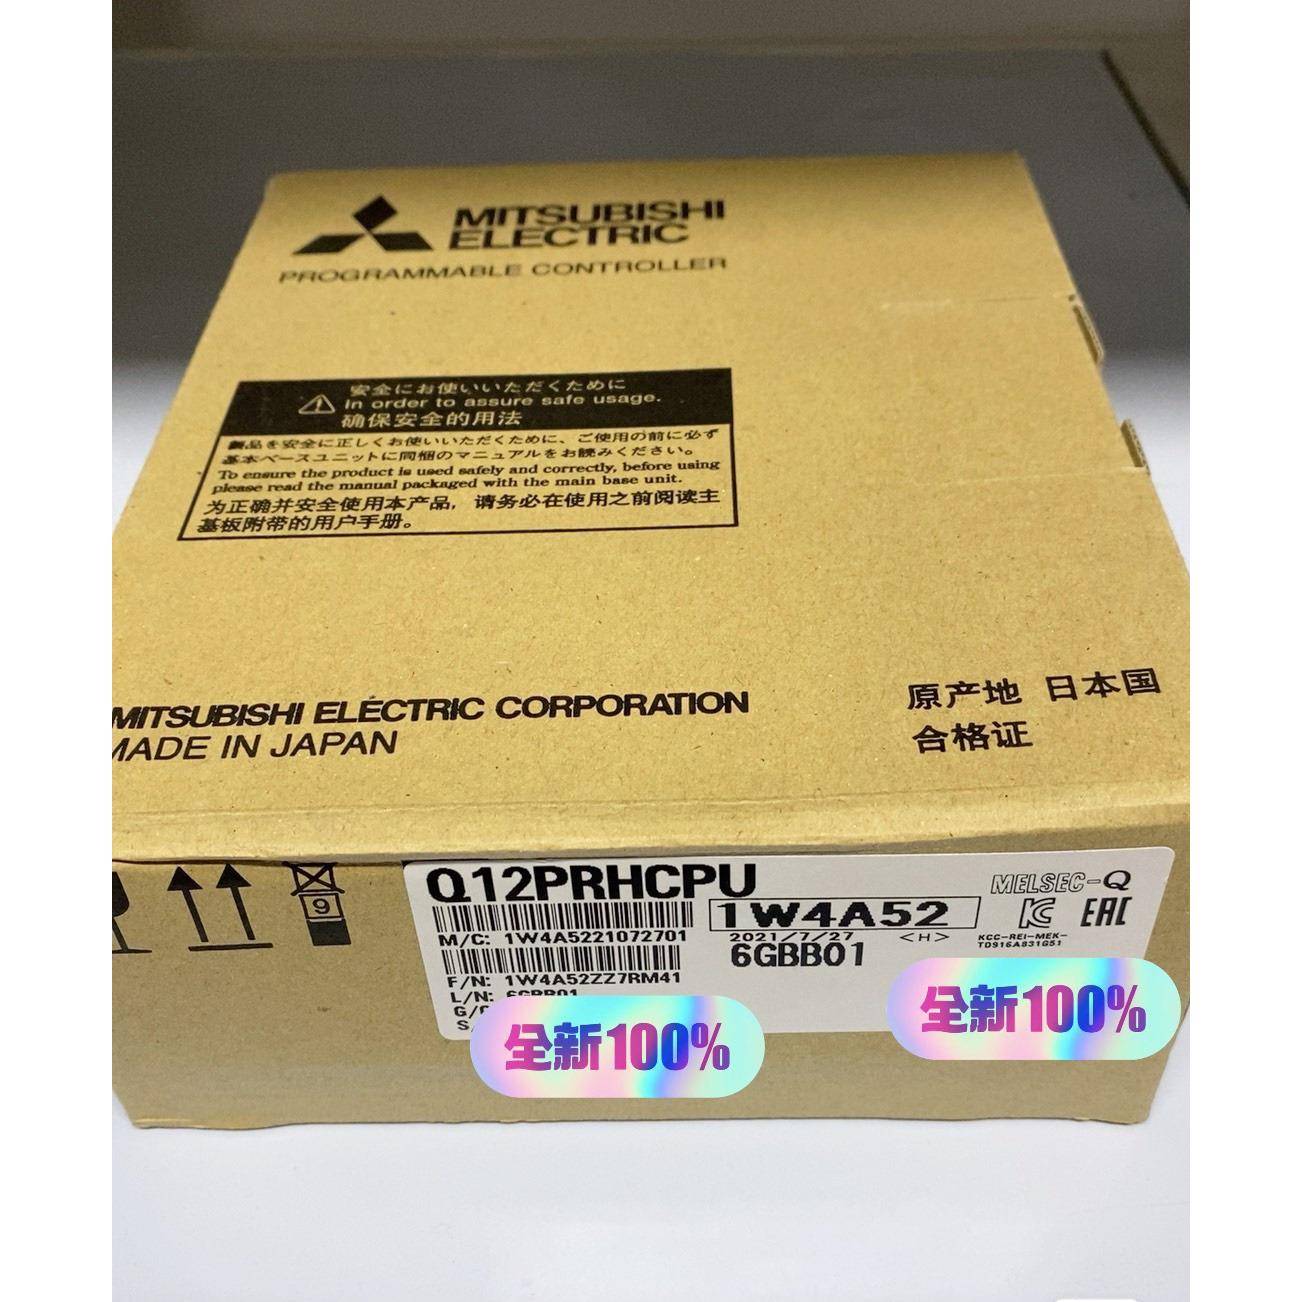 MITSUBISHI
ELECTRIC
PROGRAMMABLE CONTROLLER
安全にお使いいただくために
In order to assure safe usage.
确保安全的用法
製品を安全に正しくお使いいただくために、ご使用の前に必ず
基本ベースユニットに同梱のマニュアルをお読みください。
To ensure the product is used safely and correctly, before using
please read the manual packaged with the main base unit.
为正确并安全使用本产品，请务必在使用之前阅读主
基板附带的用户手册。
MITSUBISHI ELECTRIC CORPORATION
MADE IN JAPAN
原产地 日本国
合格证
9
Q12PRHCPU
MELSEC-Q
1W4A52
M/C: 1W4A5221072701
2021/7/27 <H>
KCC-REI-MEK-
TDS16A831G51
EAC
6GBB01
F/N: 1W4A52ZZ7RM41
L/N: 6GBB01
全新100%
全新100%